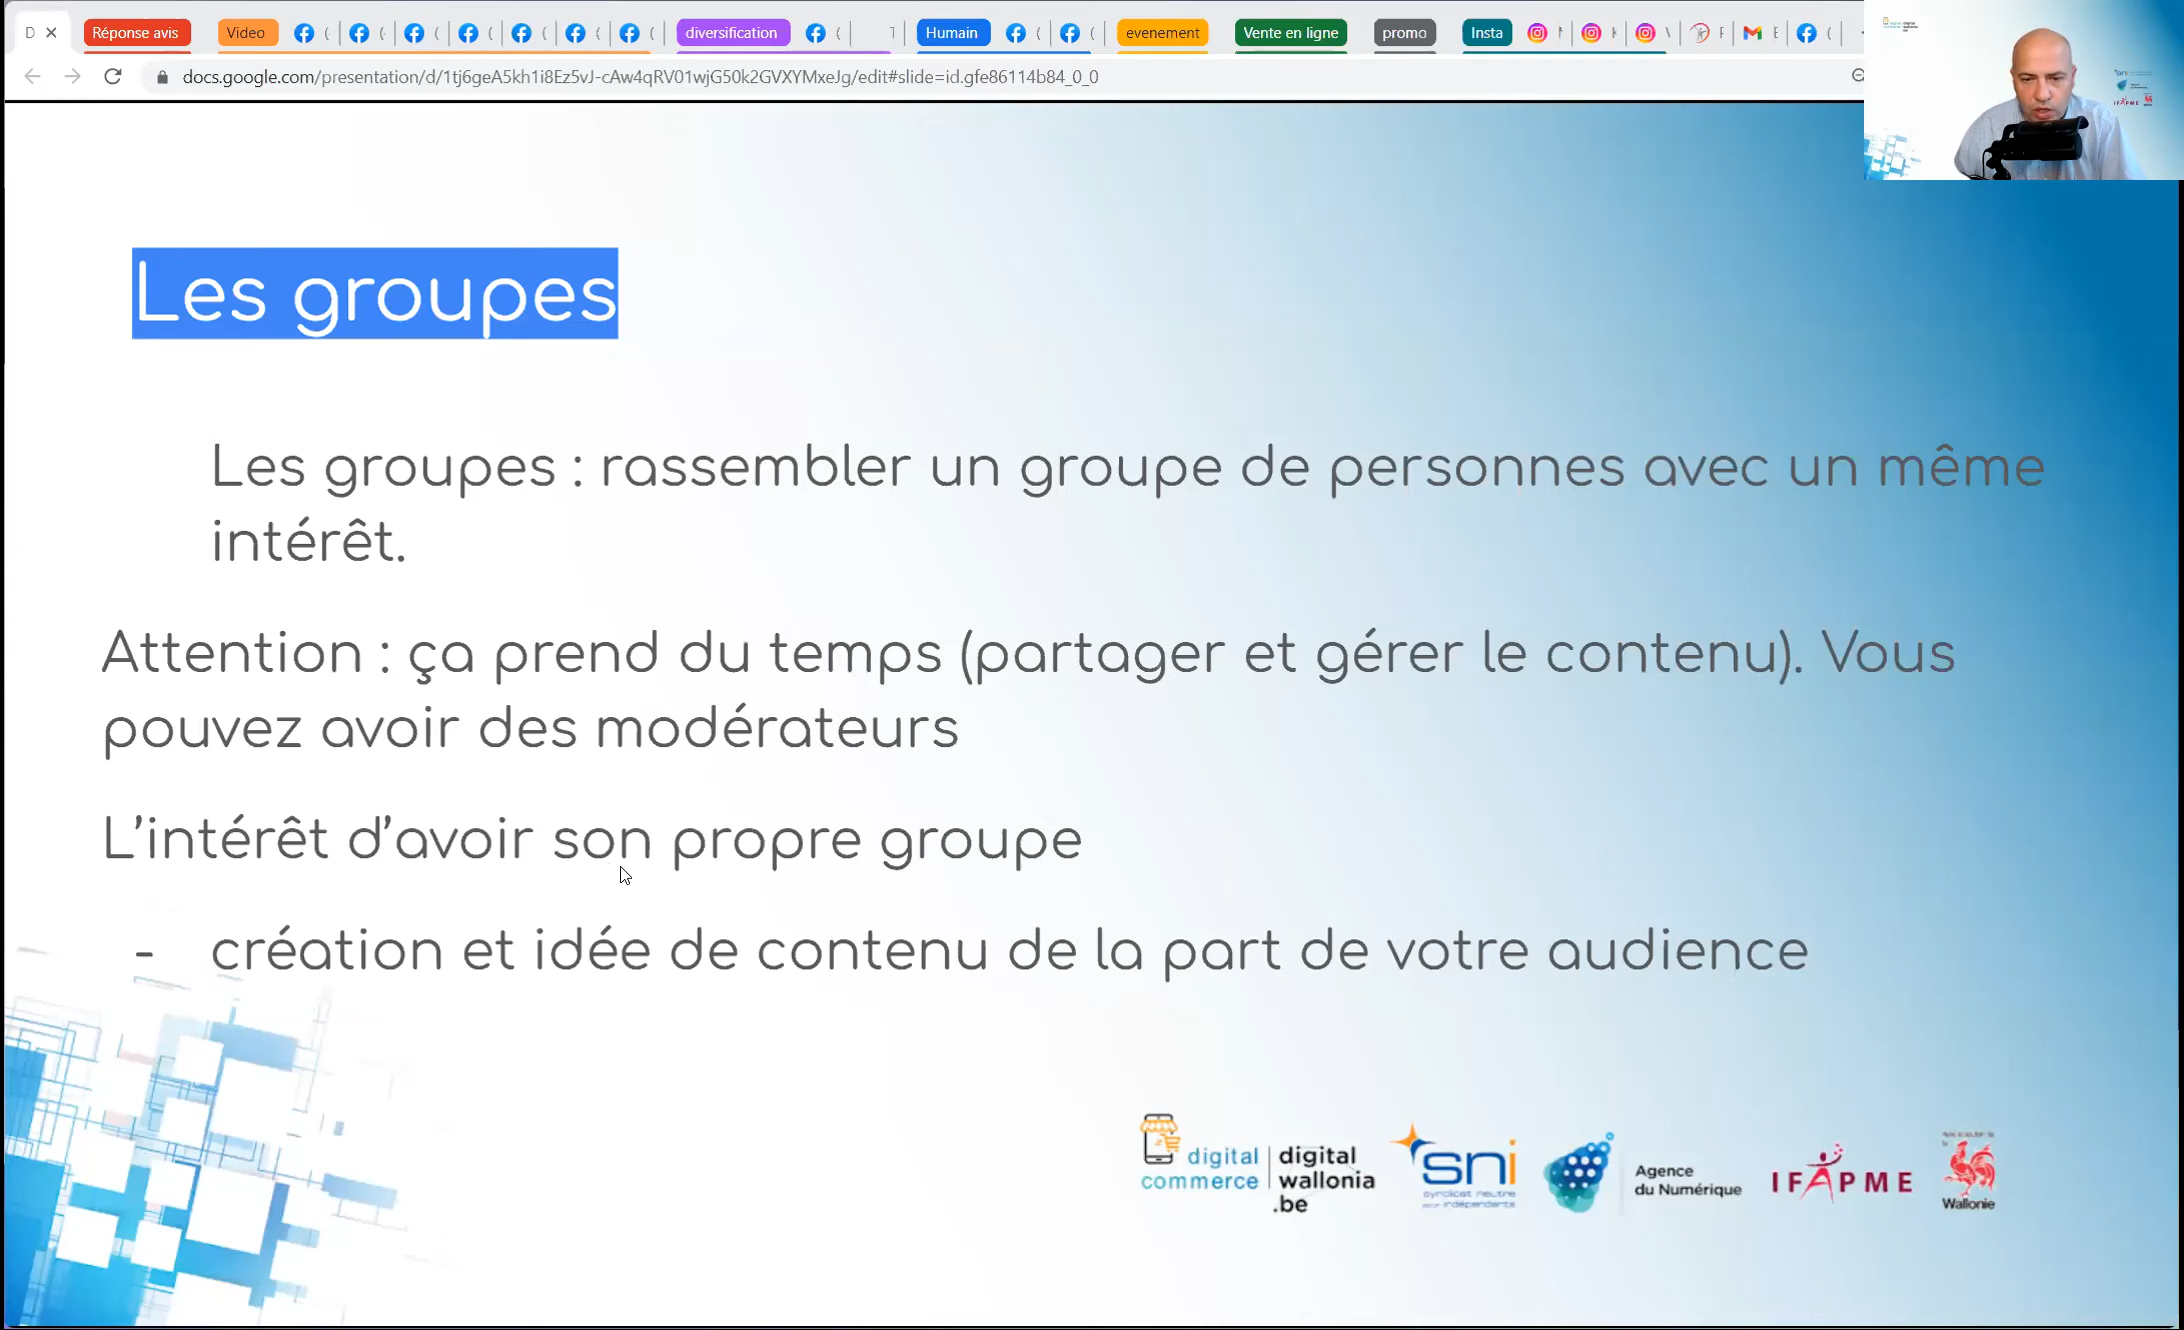 D
Réponse avis
Video
diversification
Humain
evenement
Vente en ligne
promo
Insta
docs.google.com/presentation/d/1tj6geA5kh1i8Ez5vJ-cAw4qRV01wjG50k2GVXYMxeJg/edit#slide=id.gfe86114b84_0_0
Les groupes
Les groupes : rassembler un groupe de personnes avec un même
intérêt.
Attention : ça prend du temps (partager et gérer le contenu). Vous
pouvez avoir des modérateurs
L’intérêt d’avoir son propre groupe
- création et idée de contenu de la part de votre audience
digital
commerce
digital
wallonia
.be
sni
syndicat neutre
pour indépendants
Agence
du Numérique
IFAPME
Wallonie